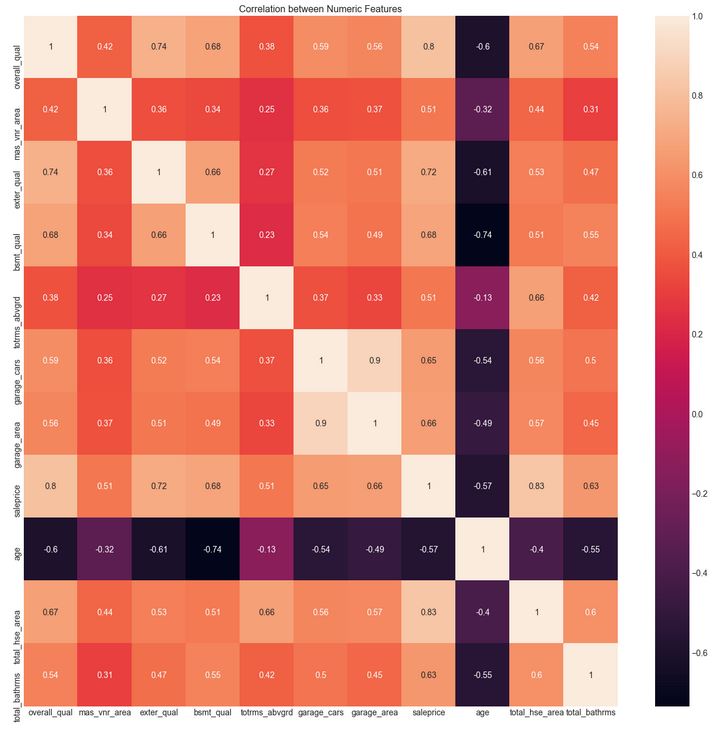 Correlation between Numeric Features
overall_qual 1 0.42 0.74 0.68 0.38 0.59 0.56 0.8 -0.6 0.67 0.54
mas_vnr_area 0.42 1 0.36 0.34 0.25 0.36 0.37 0.51 -0.32 0.44 0.31
exter_qual 0.74 0.36 1 0.66 0.27 0.52 0.51 0.72 -0.61 0.53 0.47
bsmt_qual 0.68 0.34 0.66 1 0.23 0.54 0.49 0.68 -0.74 0.51 0.55
totrms_abvgrd 0.38 0.25 0.27 0.23 1 0.37 0.33 0.51 -0.13 0.66 0.42
garage_cars 0.59 0.36 0.52 0.54 0.37 1 0.9 0.65 -0.54 0.56 0.5
garage_area 0.56 0.37 0.51 0.49 0.33 0.9 1 0.66 -0.49 0.57 0.45
saleprice 0.8 0.51 0.72 0.68 0.51 0.65 0.66 1 -0.57 0.83 0.63
age -0.6 -0.32 -0.61 -0.74 -0.13 -0.54 -0.49 -0.57 1 -0.4 -0.55
total_hse_area 0.67 0.44 0.53 0.51 0.66 0.56 0.57 0.83 -0.4 1 0.6
total_bathrms 0.54 0.31 0.47 0.55 0.42 0.5 0.45 0.63 -0.55 0.6 1
overall_qual mas_vnr_area exter_qual bsmt_qual totrms_abvgrd garage_cars garage_area saleprice age total_hse_area total_bathrms
1.0
0.8
0.6
0.4
0.2
0.0
−0.2
−0.4
−0.6